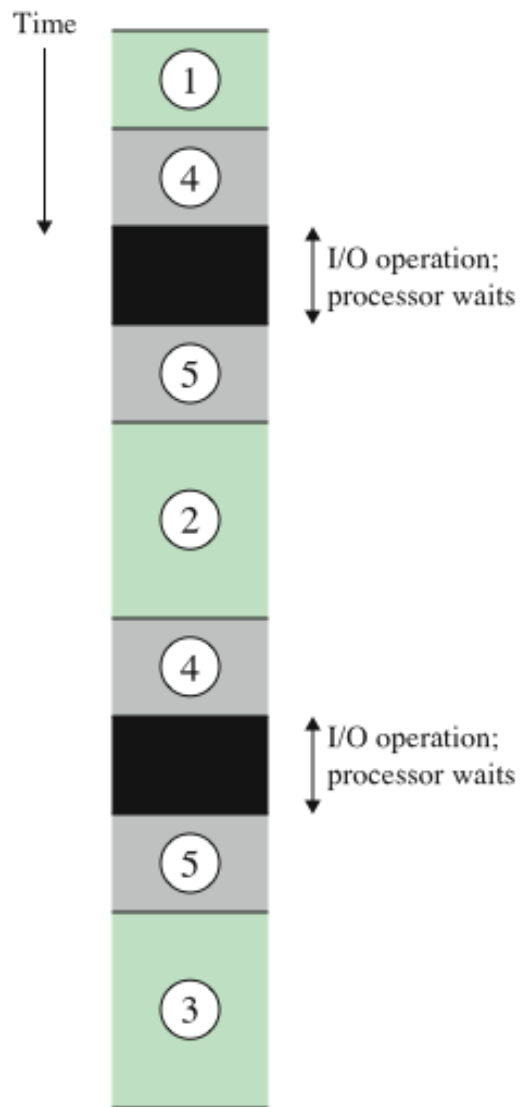 Time
1
4
I/O operation;
processor waits
5
2
4
I/O operation;
processor waits
5
3